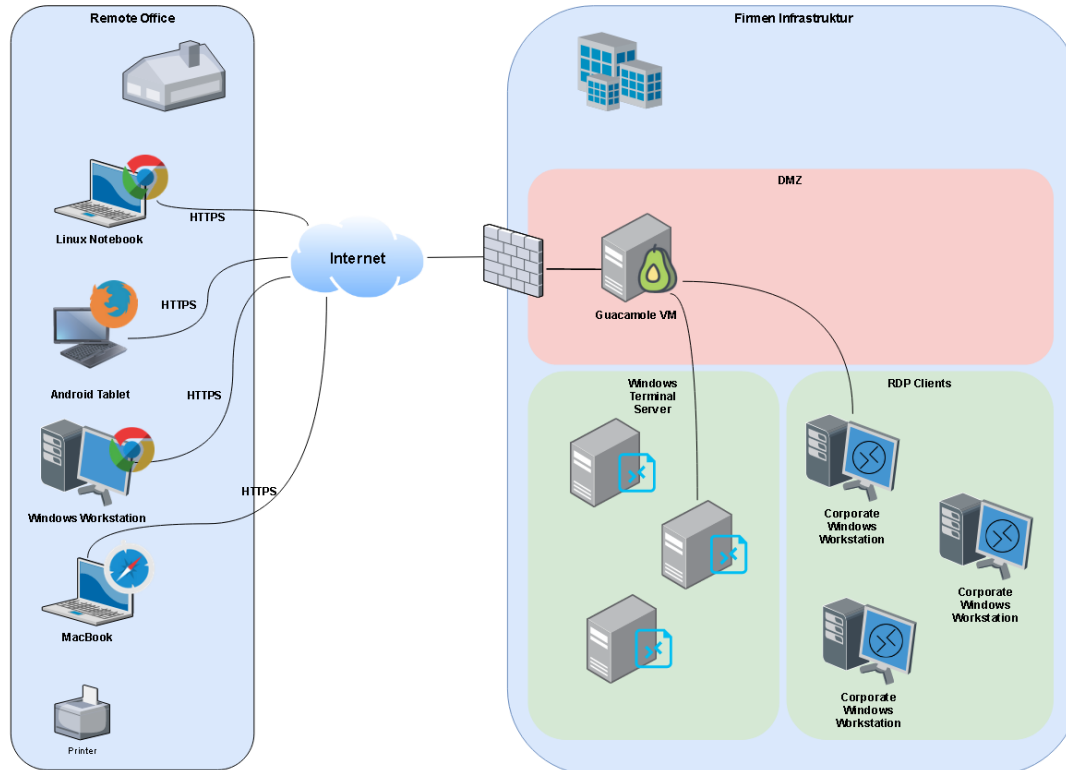 Remote Office
Firmen Infrastruktur
Linux Notebook
HTTPS
Android Tablet
HTTPS
Windows Workstation
HTTPS
MacBook
HTTPS
Printer
Internet
DMZ
Guacamole VM
Windows
Terminal
Server
RDP Clients
Corporate
Windows
Workstation
Corporate
Windows
Workstation
Corporate
Windows
Workstation